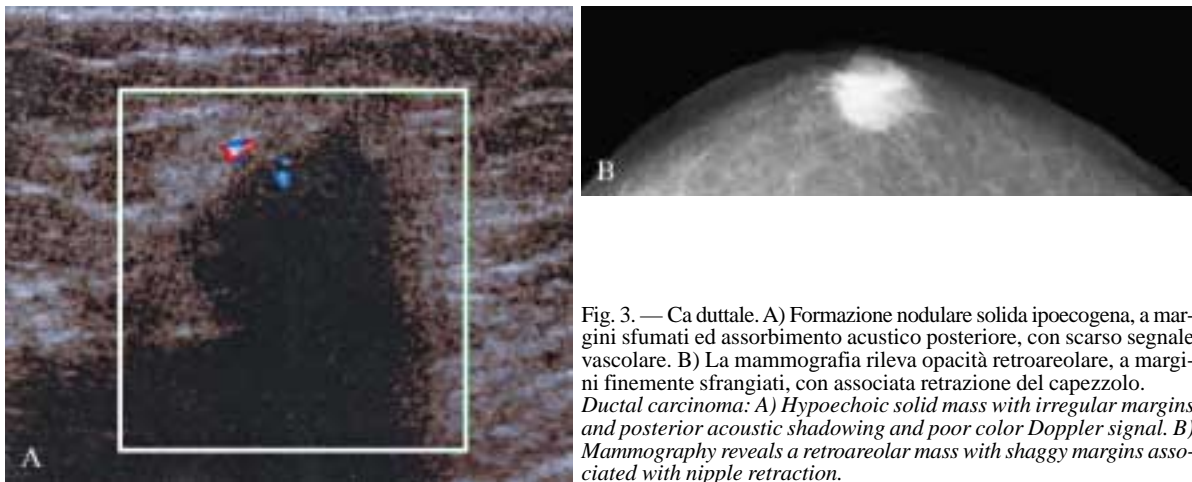 A
B
Fig. 3. — Ca duttale. A) Formazione nodulare solida ipoecogena, a mar-
gini sfumati ed assorbimento acustico posteriore, con scarso segnale
vascolare. B) La mammografia rileva opacità retroareolare, a margi-
ni finemente sfrangiati, con associata retrazione del capezzolo.
Ductal carcinoma: A) Hypoechoic solid mass with irregular margins
and posterior acoustic shadowing and poor color Doppler signal. B)
Mammography reveals a retroareolar mass with shaggy margins asso-
ciated with nipple retraction.